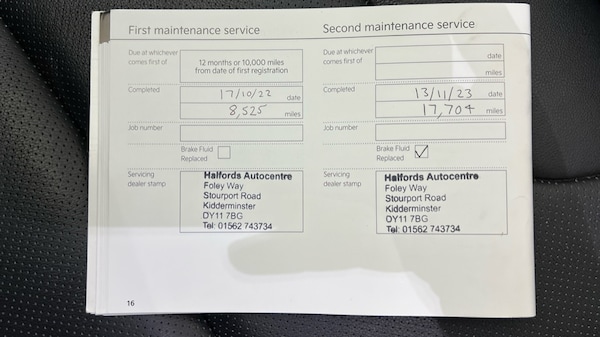 First maintenance service
Due at whichever
comes first of
12 months or 10,000 miles
from date of first registration
Completed
17/10/22 date
8,525 miles
Job number
Brake Fluid
Replaced
Servicing
dealer stamp
Halfords Autocentre
Foley Way
Stourport Road
Kidderminster
DY11 7BG
Tel: 01562 743734
16
Second maintenance service
Due at whichever
comes first of
date
miles
Completed
13/11/23 date
17,704 miles
Job number
Brake Fluid
Replaced
Servicing
dealer stamp
Halfords Autocentre
Foley Way
Stourport Road
Kidderminster
DY11 7BG
Tel: 01562 743734